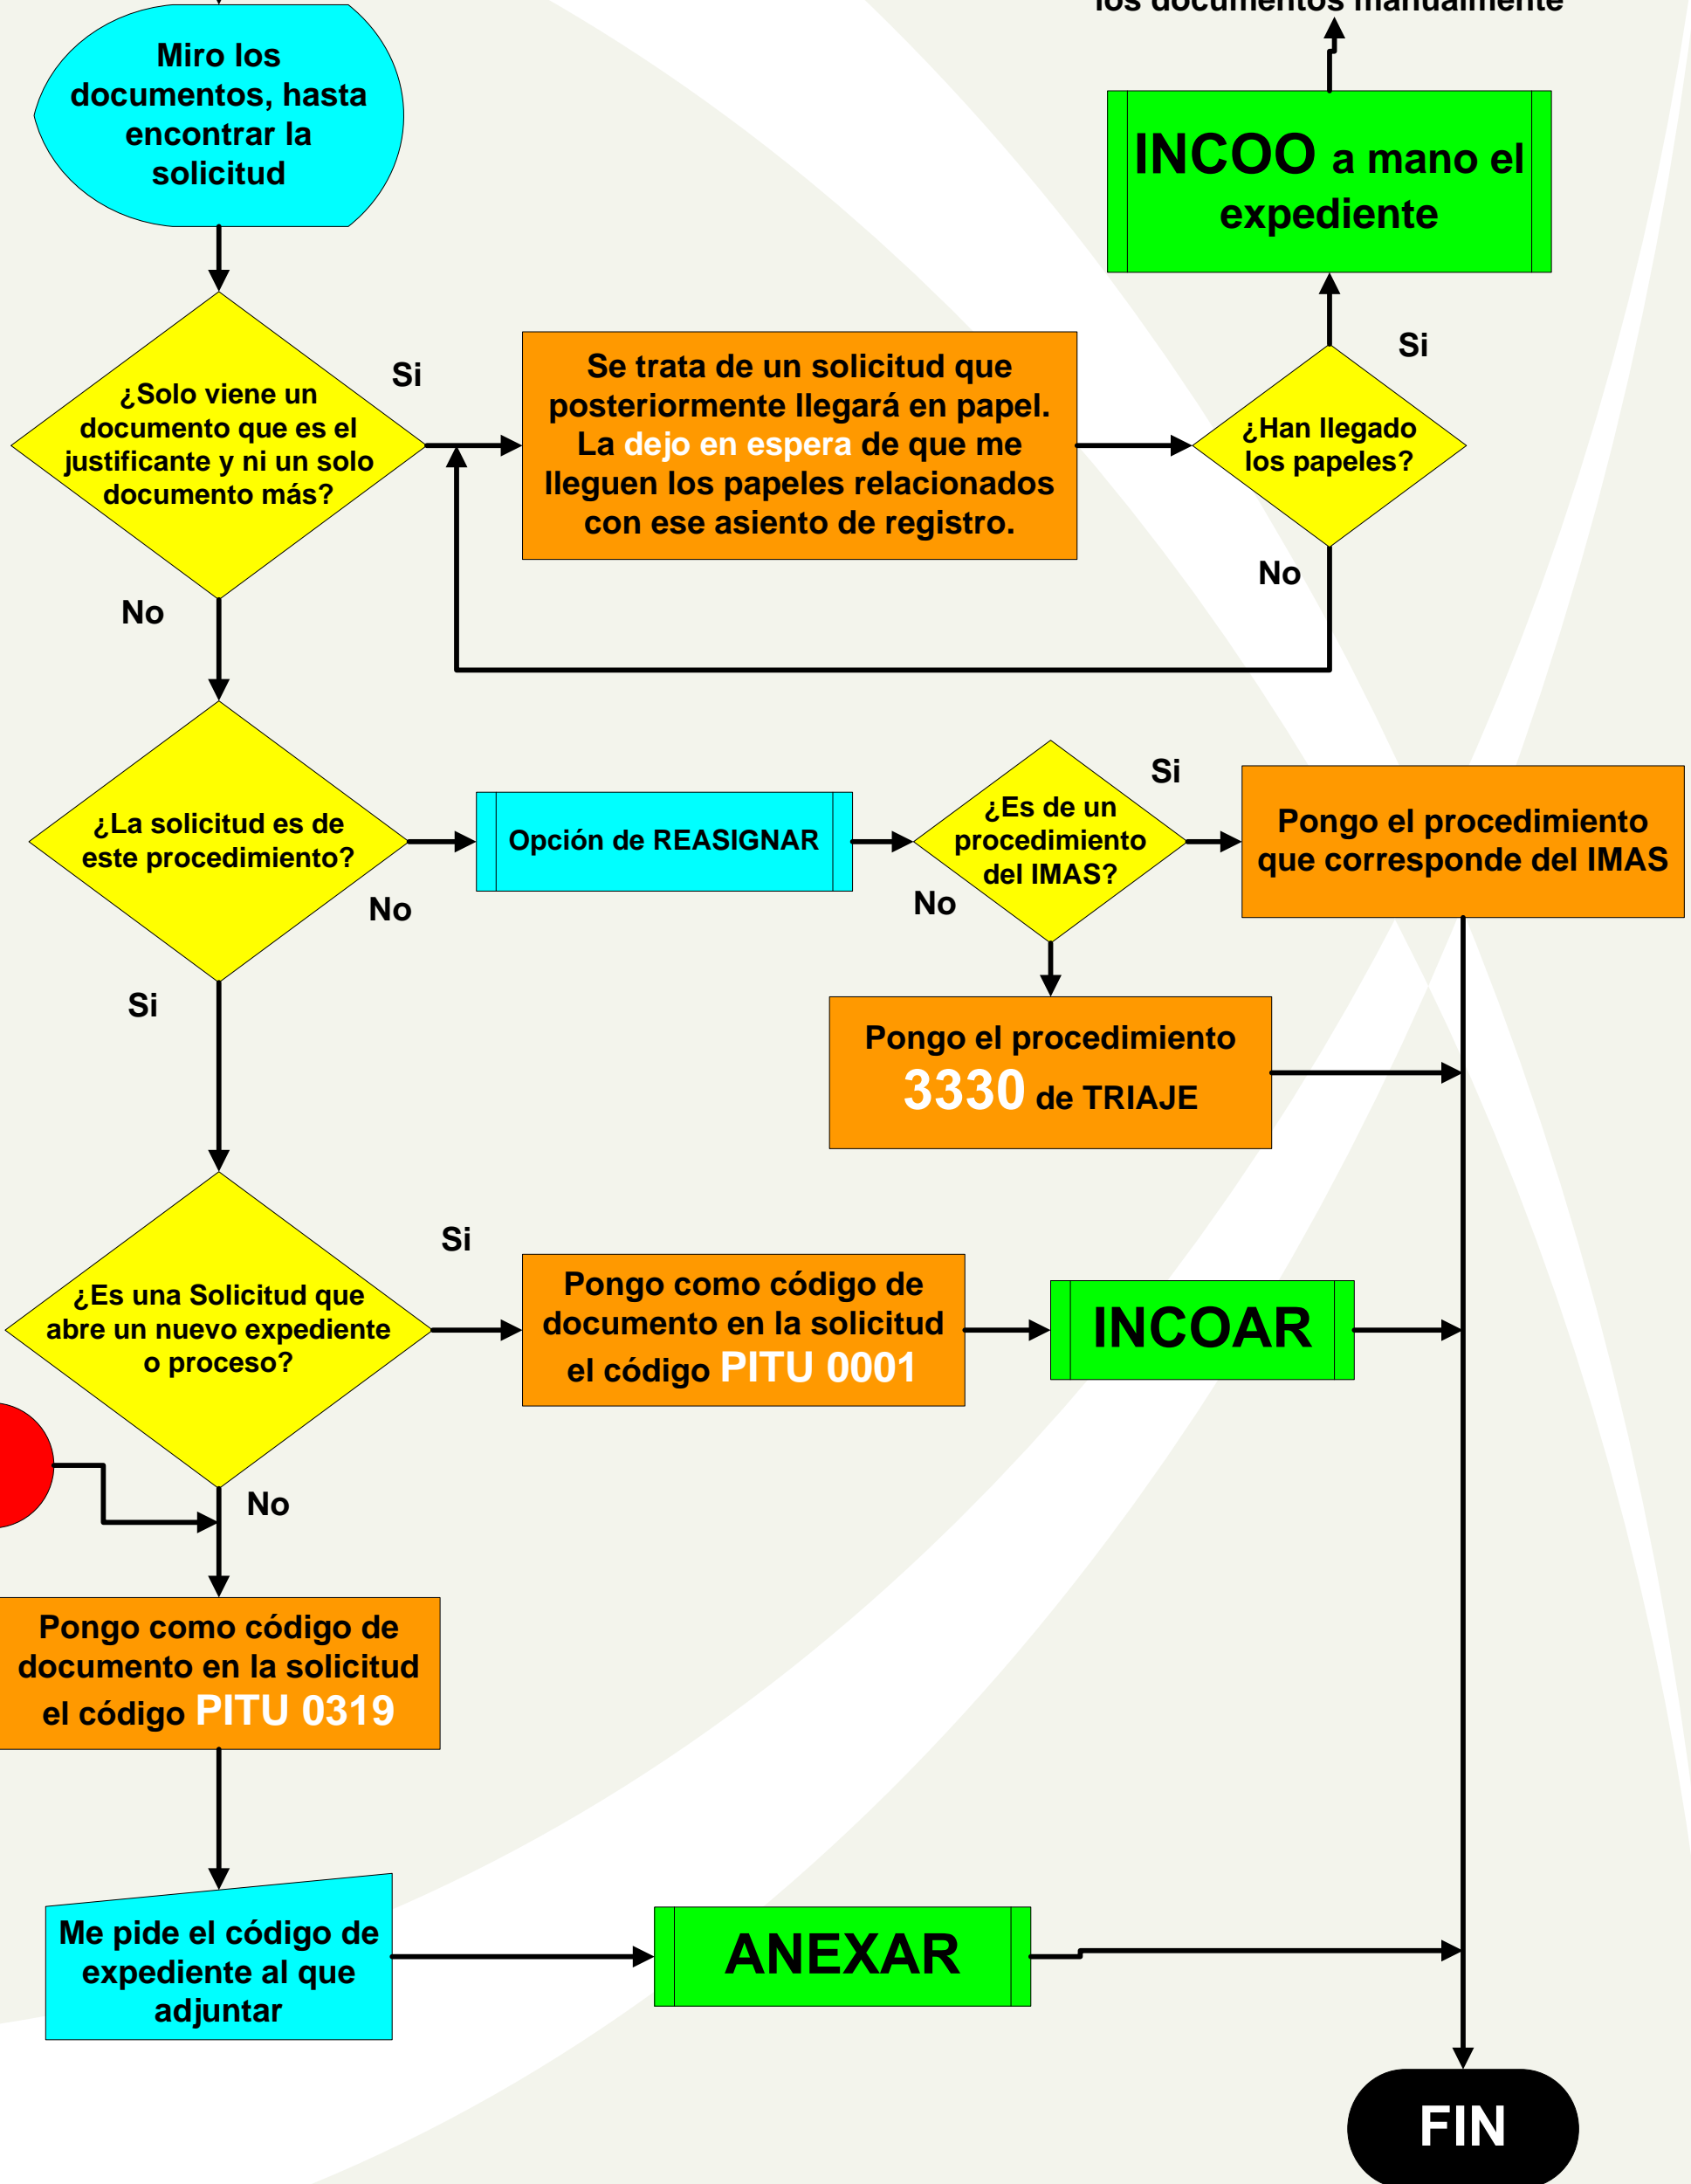 los documentos manualmente
Miro los
documentos, hasta
encontrar la
solicitud
INCOO a mano el
expediente
¿Solo viene un
documento que es el
justificante y ni un solo
documento más?
Si
Se trata de un solicitud que
posteriormente llegará en papel.
La dejo en espera de que me
lleguen los papeles relacionados
con ese asiento de registro.
¿Han llegado
los papeles?
Si
No
No
¿La solicitud es de
este procedimiento?
No
Opción de REASIGNAR
¿Es de un
procedimiento
del IMAS?
Si
No
Pongo el procedimiento
que corresponde del IMAS
Pongo el procedimiento
3330 de TRIAJE
Si
¿Es una Solicitud que
abre un nuevo expediente
o proceso?
Si
Pongo como código de
documento en la solicitud
el código PITU 0001
INCOAR
No
Pongo como código de
documento en la solicitud
el código PITU 0319
Me pide el código de
expediente al que
adjuntar
ANEXAR
FIN